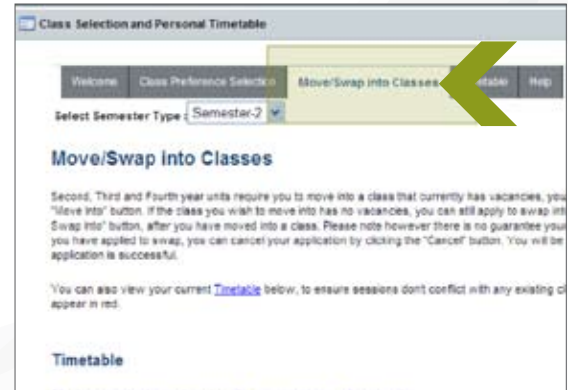 Class Selection and Personal Timetable
Welcome Class Preference Selection Move/Swap into Classes Timetable Help
Select Semester Type : Semester-2
Move/Swap into Classes
Second, Third and Fourth year units require you to move into a class that currently has vacancies, you
"Move into" button. If the class you wish to move into has no vacancies, you can still apply to swap int
Swap into" button, after you have moved into a class. Please note however there is no guarantee your
you have applied to swap, you can cancel your application by clicking the "Cancel" button. You will be
application is successful.
You can also view your current Timetable below, to ensure sessions don't conflict with any existing cl
appear in red.
Timetable